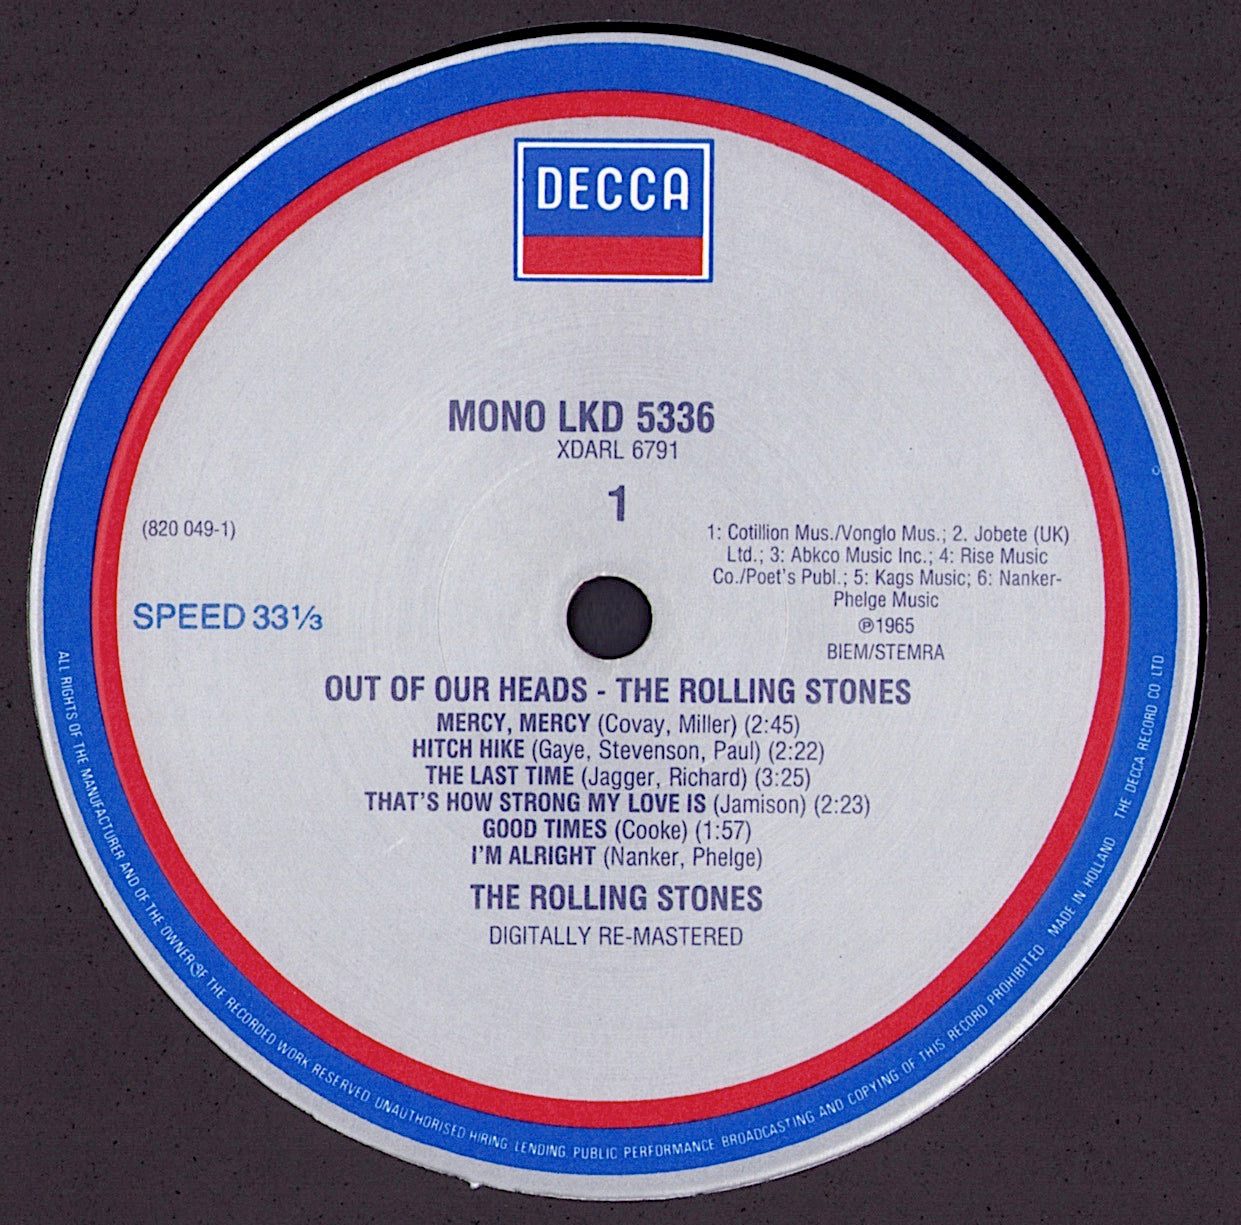 DECCA
MONO LKD 5336
XDARL 6791
1
(820 049-1)
SPEED 33⅓
1: Cotillion Mus./Vonglo Mus.; 2. Jobete (UK)
Ltd.; 3: Abkco Music Inc.; 4: Rise Music
Co./Poet's Publ.; 5: Kags Music; 6: Nanker-
Phelge Music
℗1965
BIEM/STEMRA
OUT OF OUR HEADS - THE ROLLING STONES
MERCY, MERCY (Covay, Miller) (2:45)
HITCH HIKE (Gaye, Stevenson, Paul) (2:22)
THE LAST TIME (Jagger, Richard) (3:25)
THAT'S HOW STRONG MY LOVE IS (Jamison) (2:23)
GOOD TIMES (Cooke) (1:57)
I'M ALRIGHT (Nanker, Phelge)
THE ROLLING STONES
DIGITALLY RE-MASTERED
ALL RIGHTS OF THE MANUFACTURER AND OF THE OWNER OF THE RECORDED WORK RESERVED UNAUTHORISED HIRING LENDING PUBLIC PERFORMANCE BROADCASTING AND COPYING OF THIS RECORD PROHIBITED MADE IN HOLLAND THE DECCA RECORD CO LTD